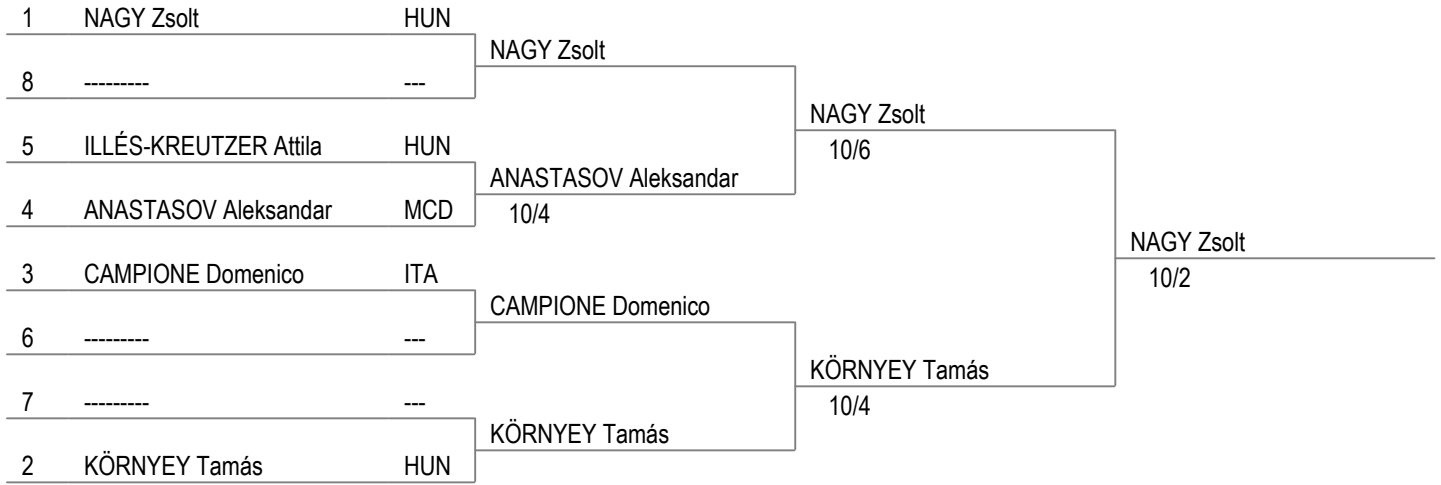 1 NAGY Zsolt HUN
NAGY Zsolt
8 --------- ---
NAGY Zsolt
10/6
5 ILLÉS-KREUTZER Attila HUN
ANASTASOV Aleksandar
10/4
4 ANASTASOV Aleksandar MCD
NAGY Zsolt
10/2
3 CAMPIONE Domenico ITA
CAMPIONE Domenico
6 --------- ---
KÖRNYEY Tamás
10/4
7 --------- ---
KÖRNYEY Tamás
2 KÖRNYEY Tamás HUN